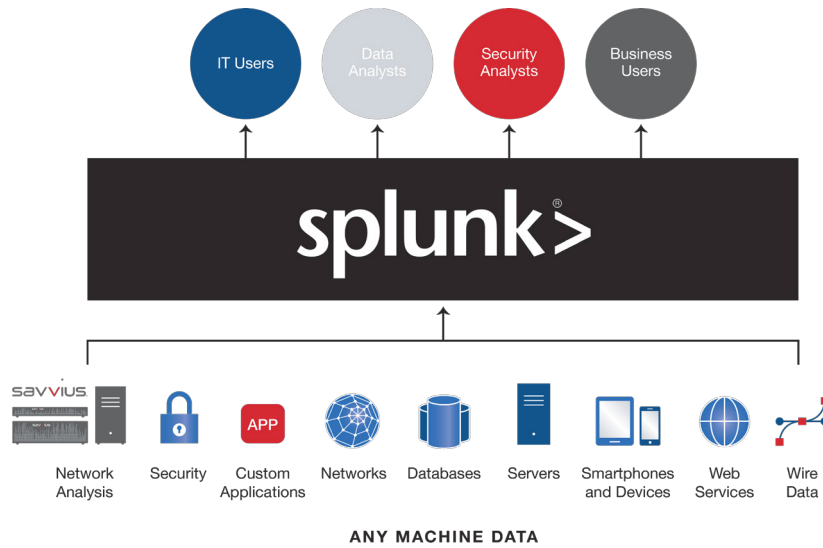 IT Users
Data
Analysts
Security
Analysts
Business
Users
splunk>®
savvius
APP
Network
Analysis
Security
Custom
Applications
Networks
Databases
Servers
Smartphones
and Devices
Web
Services
Wire
Data
ANY MACHINE DATA